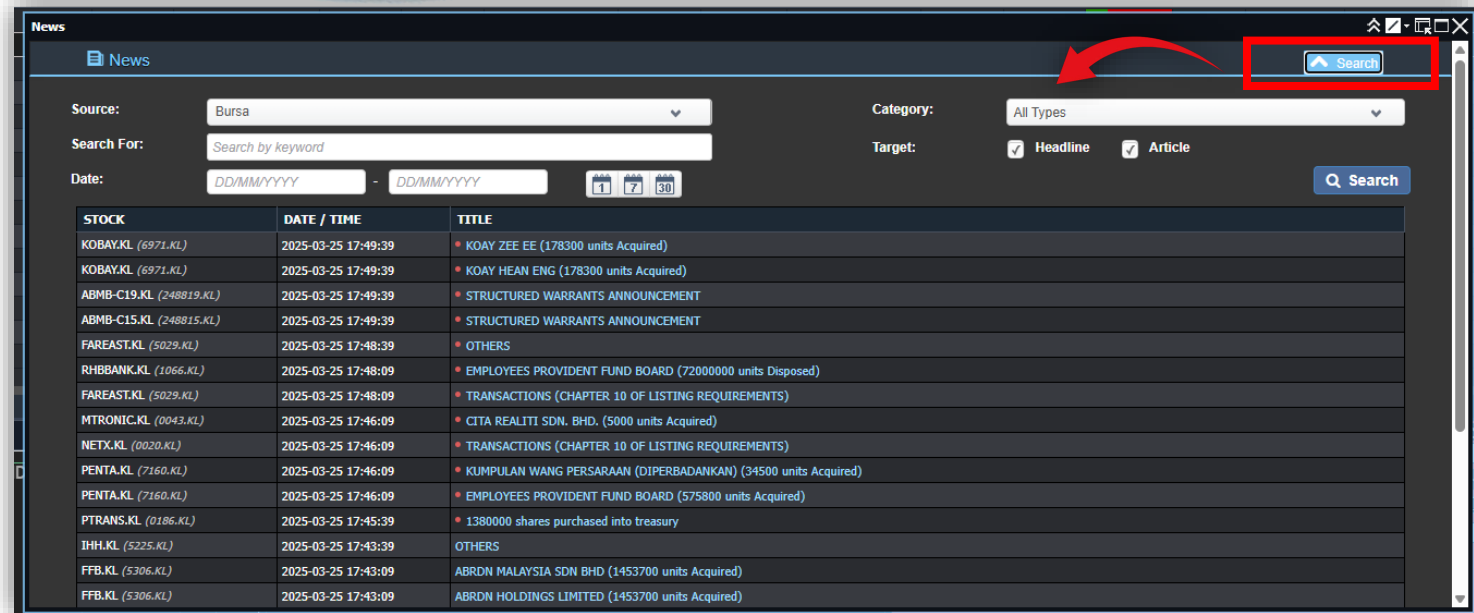 News
News
Search
Source: Bursa Category: All Types
Search For: Search by keyword Target: Headline Article
Date: DD/MM/YYYY - DD/MM/YYYY 1 7 30 Search
STOCK DATE / TIME TITLE
KOBAY.KL (6971.KL) 2025-03-25 17:49:39 KOAY ZEE EE (178300 units Acquired)
KOBAY.KL (6971.KL) 2025-03-25 17:49:39 KOAY HEAN ENG (178300 units Acquired)
ABMB-C19.KL (248819.KL) 2025-03-25 17:49:39 STRUCTURED WARRANTS ANNOUNCEMENT
ABMB-C15.KL (248815.KL) 2025-03-25 17:49:39 STRUCTURED WARRANTS ANNOUNCEMENT
FAREAST.KL (5029.KL) 2025-03-25 17:48:39 OTHERS
RHBBANK.KL (1066.KL) 2025-03-25 17:48:09 EMPLOYEES PROVIDENT FUND BOARD (72000000 units Disposed)
FAREAST.KL (5029.KL) 2025-03-25 17:48:09 TRANSACTIONS (CHAPTER 10 OF LISTING REQUIREMENTS)
MTRONIC.KL (0043.KL) 2025-03-25 17:46:09 CITA REALITI SDN. BHD. (5000 units Acquired)
NETX.KL (0020.KL) 2025-03-25 17:46:09 TRANSACTIONS (CHAPTER 10 OF LISTING REQUIREMENTS)
PENTA.KL (7160.KL) 2025-03-25 17:46:09 KUMPULAN WANG PERSARAAN (DIPERBADANKAN) (34500 units Acquired)
PENTA.KL (7160.KL) 2025-03-25 17:46:09 EMPLOYEES PROVIDENT FUND BOARD (575800 units Acquired)
PTRANS.KL (0186.KL) 2025-03-25 17:45:39 1380000 shares purchased into treasury
IHH.KL (5225.KL) 2025-03-25 17:43:39 OTHERS
FFB.KL (5306.KL) 2025-03-25 17:43:09 ABRDN MALAYSIA SDN BHD (1453700 units Acquired)
FFB.KL (5306.KL) 2025-03-25 17:43:09 ABRDN HOLDINGS LIMITED (1453700 units Acquired)